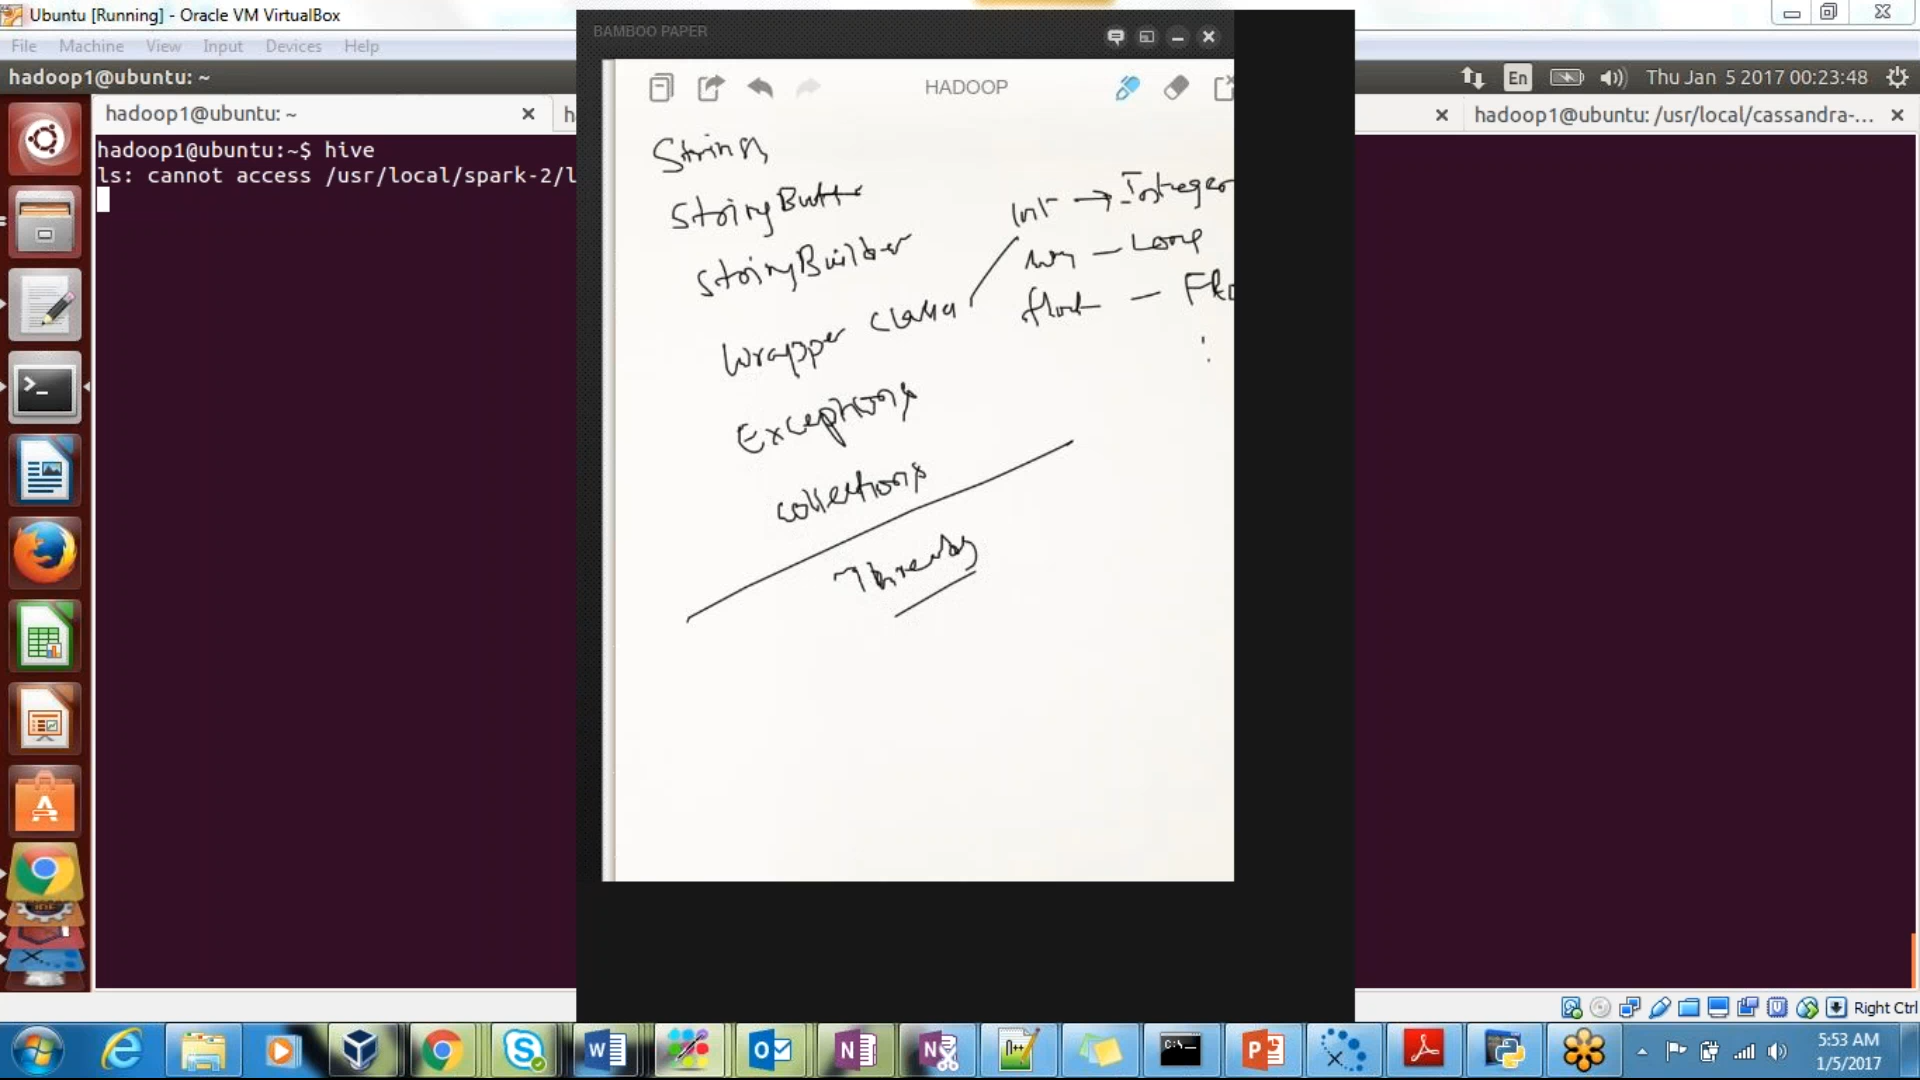 Ubuntu [Running] - Oracle VM VirtualBox
File Machine View Input Devices Help
hadoop1@ubuntu: ~
En Thu Jan 5 2017 00:23:48
hadoop1@ubuntu: ~
h
hadoop1@ubuntu: /usr/local/cassandra-...
hadoop1@ubuntu:~$ hive
ls: cannot access /usr/local/spark-2/l
BAMBOO PAPER
HADOOP
Strings
StringBuffer
StringBuilder
Wrapper classes
int → Integer
long – Long
float – Flo
Exceptions
collections
Threads
Right Ctrl
5:53 AM
1/5/2017